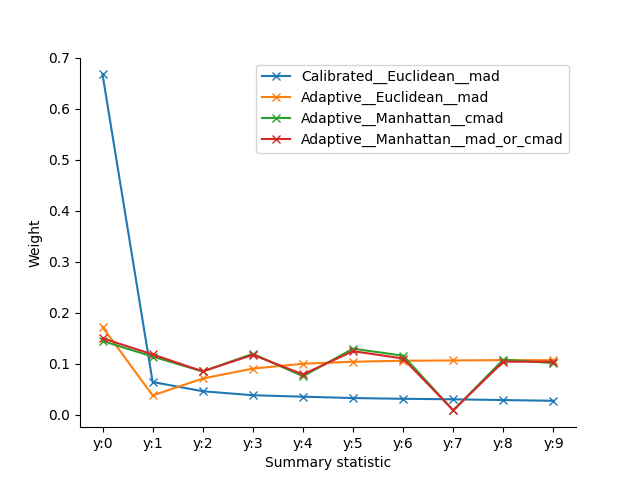 0.7
0.6
0.5
0.4
0.3
0.2
0.1
0.0
Weight
Calibrated__Euclidean__mad
Adaptive__Euclidean__mad
Adaptive__Manhattan__cmad
Adaptive__Manhattan__mad_or_cmad
y:0 y:1 y:2 y:3 y:4 y:5 y:6 y:7 y:8 y:9
Summary statistic